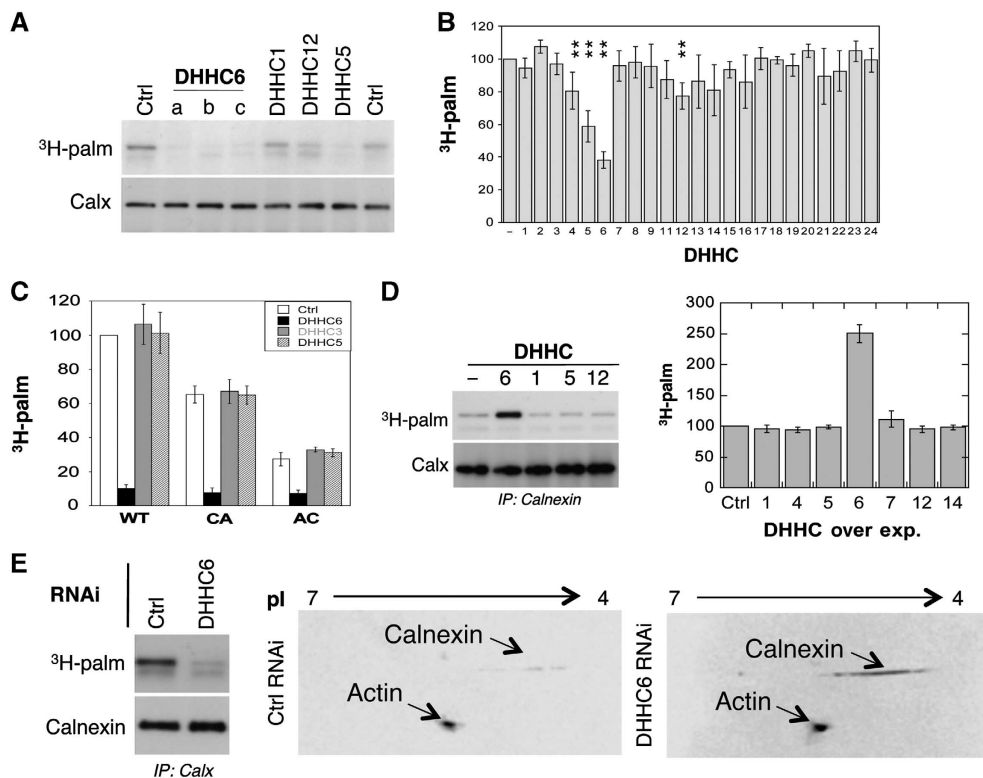 A
DHHC6
Ctrl a b c DHHC1 DHHC12 DHHC5 Ctrl
³H-palm
Calx
B
³H-palm
120
100
80
60
40
20
0
** ** ** **
– 1 2 3 4 5 6 7 8 9 11 12 13 14 15 16 17 18 19 20 21 22 23 24
DHHC
C
³H-palm
120
100
80
60
40
20
0
Ctrl
DHHC6
DHHC3
DHHC5
WT CA AC
D
DHHC
– 6 1 5 12
³H-palm
Calx
IP: Calnexin
³H-palm
300
250
200
150
100
50
0
Ctrl 1 4 5 6 7 12 14
DHHC over exp.
E
RNAi
Ctrl DHHC6
³H-palm
Calnexin
IP: Calx
pI 7 4
Ctrl RNAi
Calnexin
Actin
7 4
DHHC6 RNAi
Calnexin
Actin